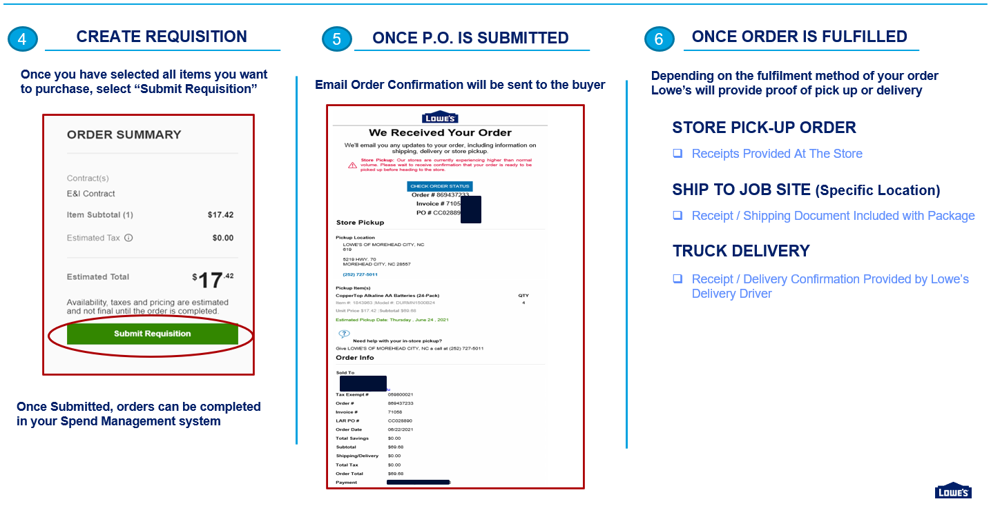 4
CREATE REQUISITION
Once you have selected all items you want
to purchase, select “Submit Requisition”
ORDER SUMMARY
Contract(s)
E&I Contract
Item Subtotal (1) $17.42
Estimated Tax $0.00
Estimated Total $17.42
Availability, taxes and pricing are estimated
and not final until the order is completed.
Submit Requisition
Once Submitted, orders can be completed
in your Spend Management system
5
ONCE P.O. IS SUBMITTED
Email Order Confirmation will be sent to the buyer
LOWE'S
We Received Your Order
We'll email you any updates to your order, including information on
shipping, delivery or store pickup.
Store Pickup: Our stores are currently experiencing higher than normal
volume. Please wait to receive confirmation that your order is ready to be
picked up before heading to the store.
CHECK ORDER STATUS
Order # 869437233
Invoice # 7105
PO # CC02889
Store Pickup
Pickup Location
LOWE'S OF MOREHEAD CITY, NC
619
5219 HWY. 70
MOREHEAD CITY, NC 28557
(252) 727-5011
Pickup Item(s)
CopperTop Alkaline AA Batteries (24-Pack) QTY
Item #: 1843963 |Model #: DURMN1500B24 4
Unit Price $17.42 |Subtotal $69.68
Estimated Pickup Date: Thursday , June 24 , 2021
?
Need help with your in-store pickup?
Give LOWE'S OF MOREHEAD CITY, NC a call at (252) 727-5011
Order Info
Sold To
Tax Exempt # 059800021
Order # 869437233
Invoice # 71058
LAR PO # CC028890
Order Date 06/22/2021
Total Savings $0.00
Subtotal $69.68
Shipping/Delivery $0.00
Total Tax $0.00
Order Total $69.68
Payment
6
ONCE ORDER IS FULFILLED
Depending on the fulfilment method of your order
Lowe’s will provide proof of pick up or delivery
STORE PICK-UP ORDER
Receipts Provided At The Store
SHIP TO JOB SITE (Specific Location)
Receipt / Shipping Document Included with Package
TRUCK DELIVERY
Receipt / Delivery Confirmation Provided by Lowe’s
Delivery Driver
LOWE'S